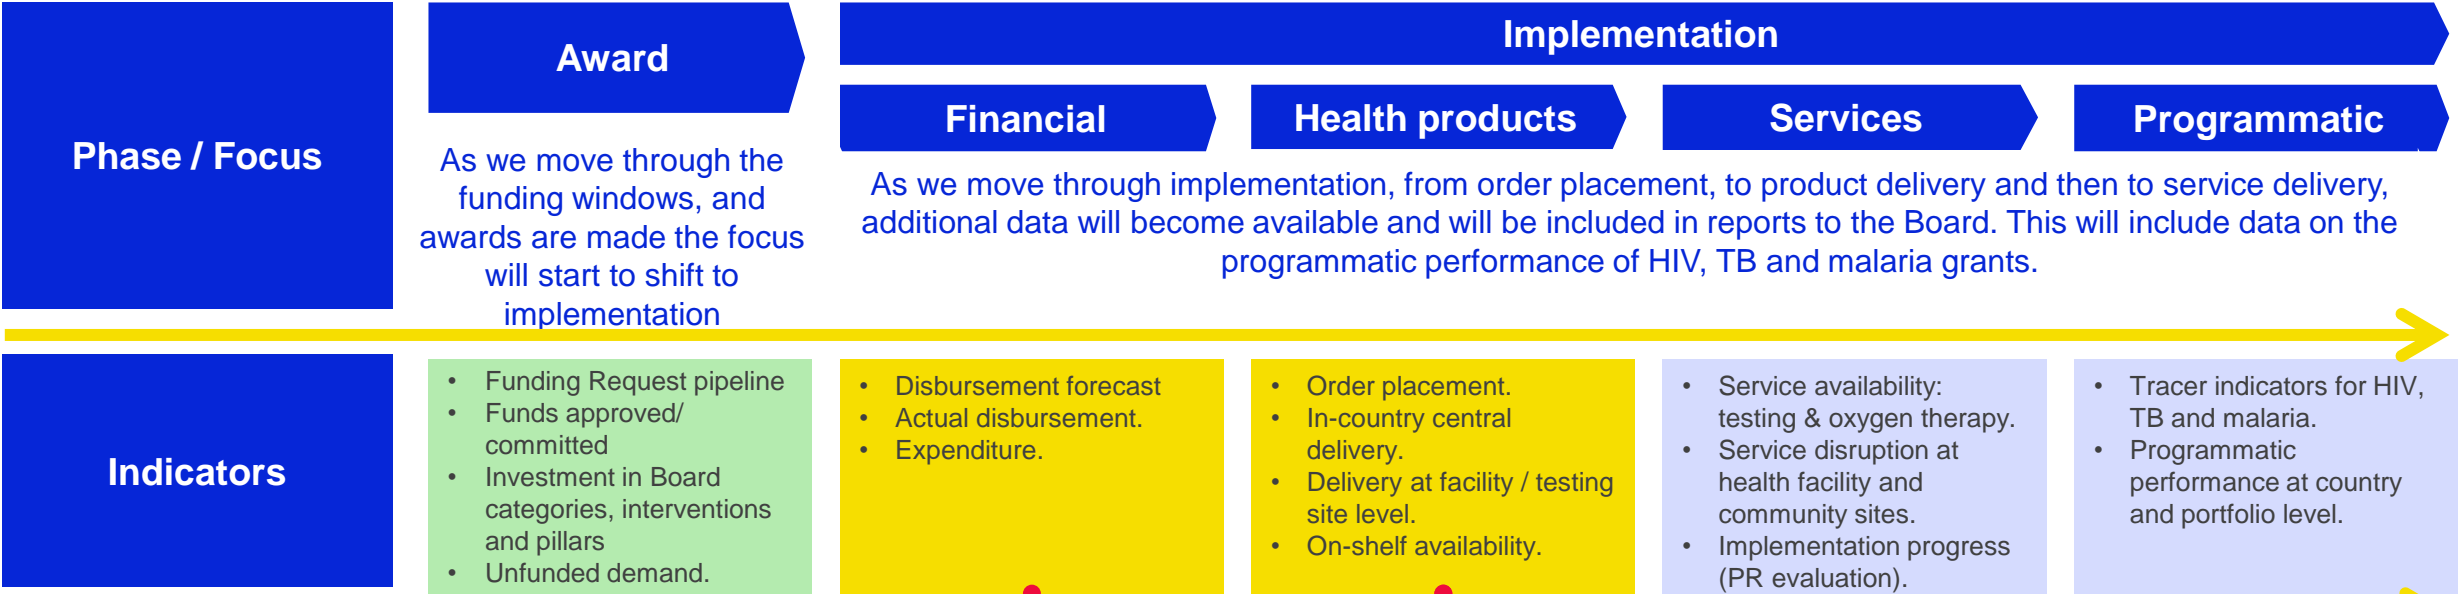 Phase / Focus
Award
As we move through the
funding windows, and
awards are made the focus
will start to shift to
implementation
Implementation
Financial
Health products
Services
Programmatic
As we move through implementation, from order placement, to product delivery and then to service delivery,
additional data will become available and will be included in reports to the Board. This will include data on the
programmatic performance of HIV, TB and malaria grants.
Indicators
• Funding Request pipeline
• Funds approved/
committed
• Investment in Board
categories, interventions
and pillars
• Unfunded demand.
• Disbursement forecast
• Actual disbursement.
• Expenditure.
• Order placement.
• In-country central
delivery.
• Delivery at facility / testing
site level.
• On-shelf availability.
• Service availability:
testing & oxygen therapy.
• Service disruption at
health facility and
community sites.
• Implementation progress
(PR evaluation).
• Tracer indicators for HIV,
TB and malaria.
• Programmatic
performance at country
and portfolio level.